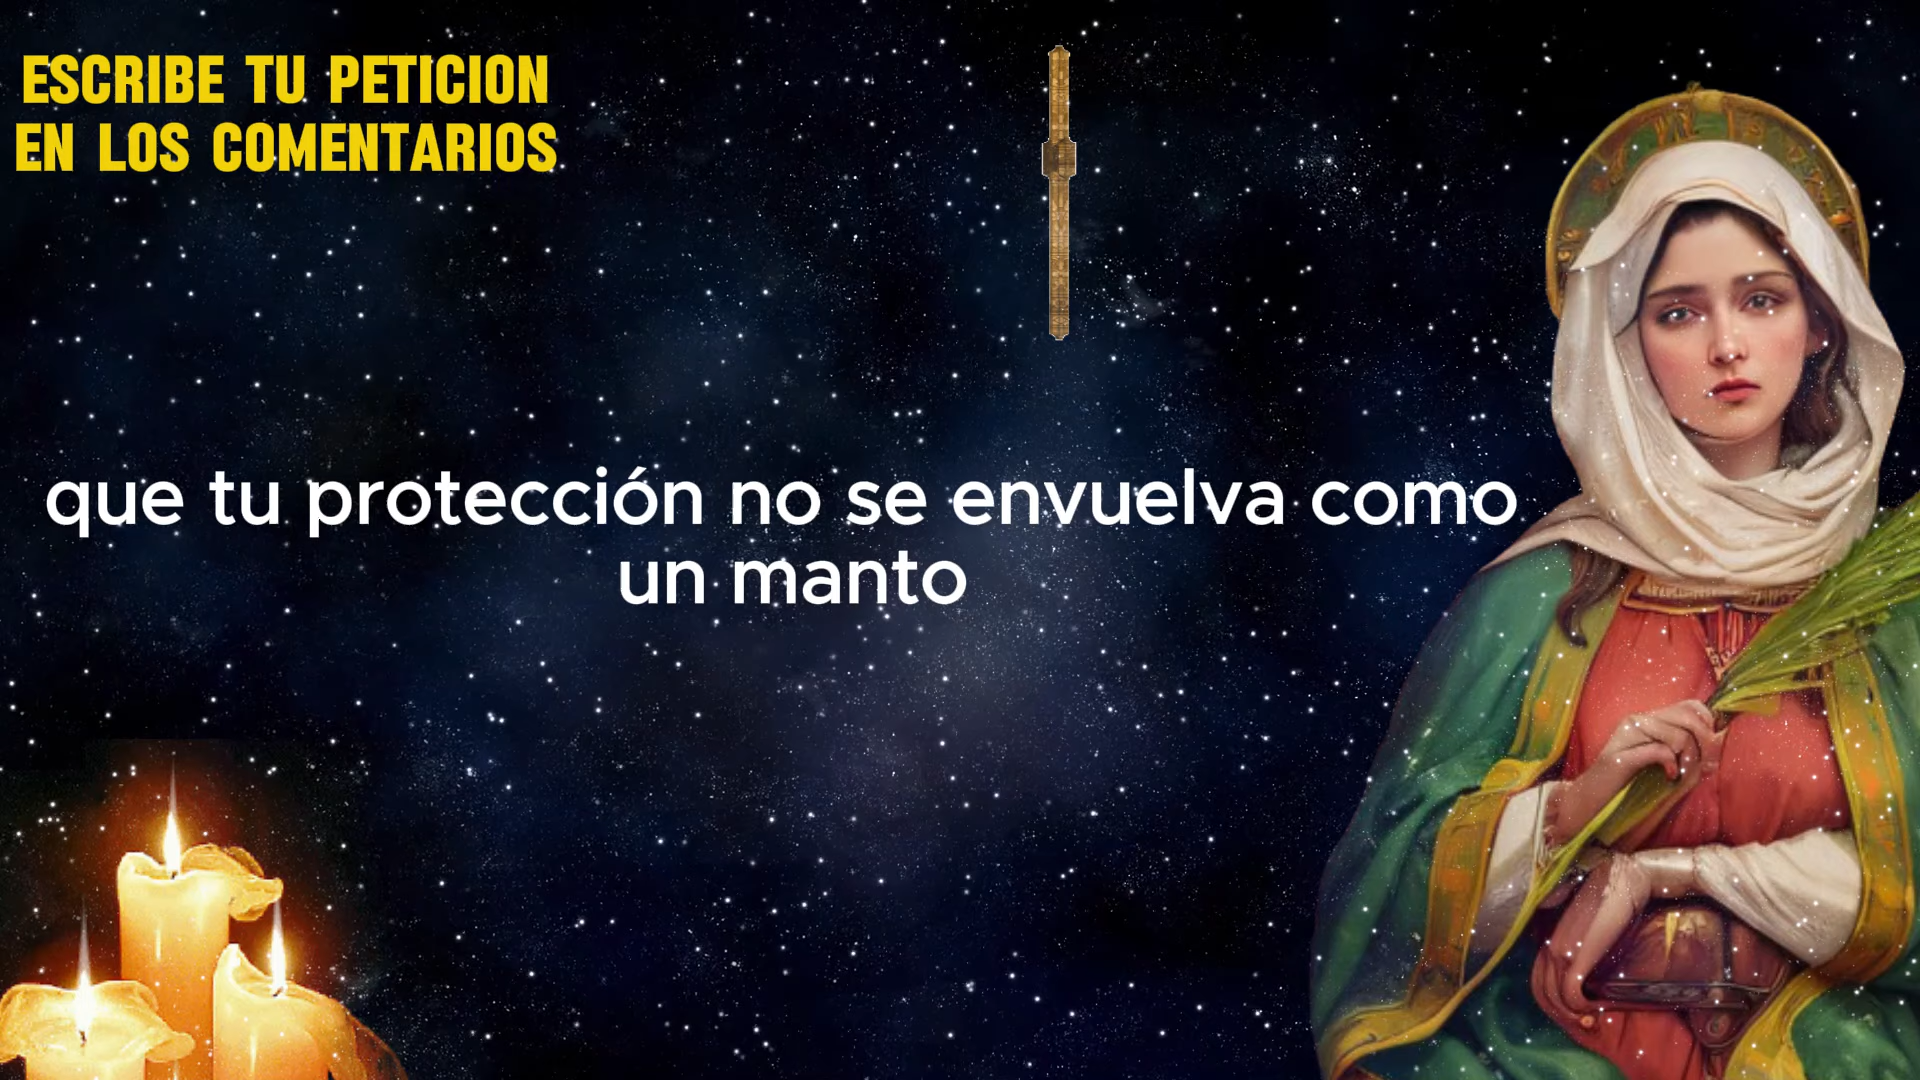 ESCRIBE TU PETICION
EN LOS COMENTARIOS
que tu protección no se envuelva como
un manto